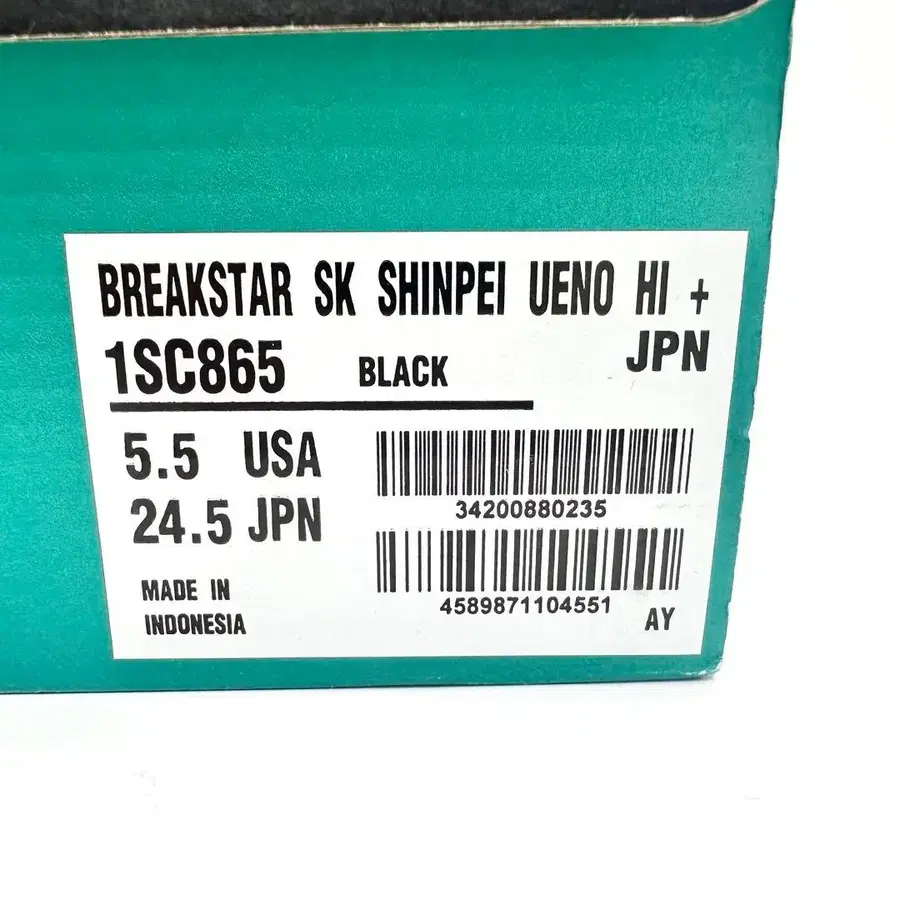 BREAKSTAR SK SHINPEI UENO HI +
1SC865 BLACK JPN
5.5 USA
24.5 JPN
34200880235
4589871104551
MADE IN
INDONESIA
AY